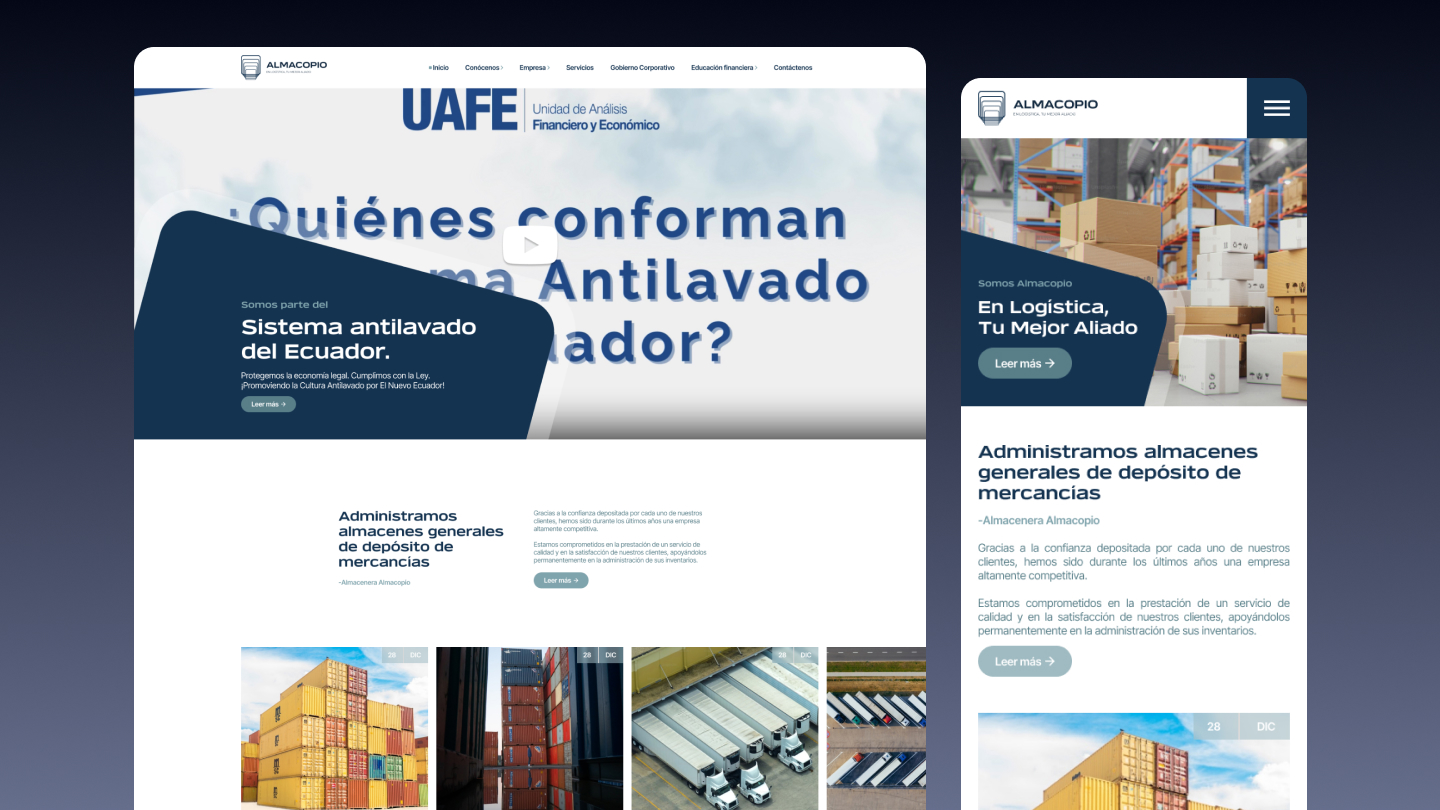 ALMACOPIO
Inicio
Conócenos
Empresa
Servicios
Gobierno Corporativo
Educación financiera
Contáctenos
UAFE
Unidad de Análisis
Financiero y Económico
¿Quiénes conforman
ma Antilavado
uador?
Somos parte del
Sistema antilavado
del Ecuador.
Protegemos la economía legal. Cumplimos con la Ley.
¡Promoviendo la Cultura Antilavado por El Nuevo Ecuador!
Leer más →
Administramos
almacenes generales
de depósito de
mercancías
-Almacenera Almacopio
Gracias a la confianza depositada por cada uno de nuestros
clientes, hemos sido durante los últimos años una empresa
altamente competitiva.
Estamos comprometidos en la prestación de un servicio de
calidad y en la satisfacción de nuestros clientes, apoyándolos
permanentemente en la administración de sus inventarios.
Leer más →
28 DIC
28 DIC
28 DIC
ALMACOPIO
EN LOGÍSTICA, TU MEJOR ALIADO
Somos Almacopio
En Logística,
Tu Mejor Aliado
Leer más →
Administramos almacenes
generales de depósito de
mercancías
-Almacenera Almacopio
Gracias a la confianza depositada por cada uno de nuestros
clientes, hemos sido durante los últimos años una empresa
altamente competitiva.
Estamos comprometidos en la prestación de un servicio de
calidad y en la satisfacción de nuestros clientes, apoyándolos
permanentemente en la administración de sus inventarios.
Leer más →
28 DIC